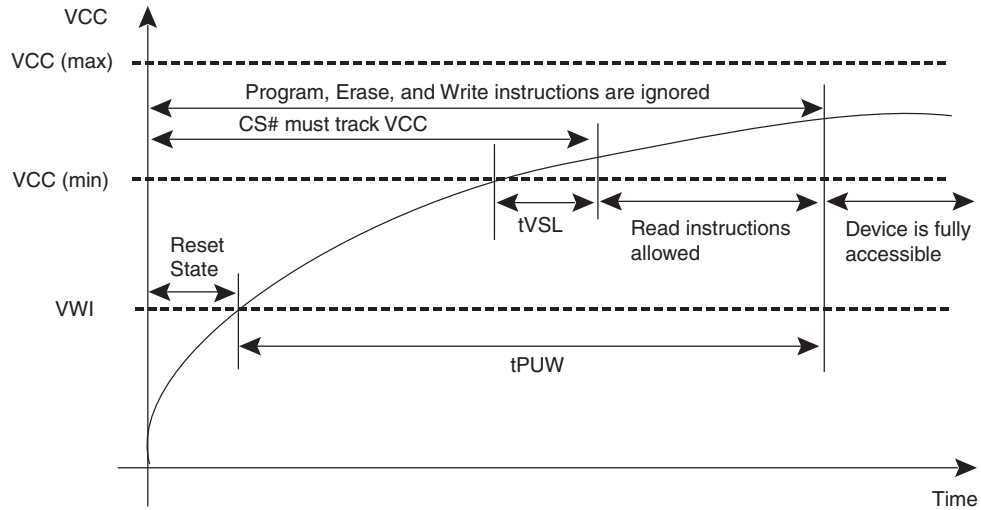 VCC
VCC (max)
Program, Erase, and Write instructions are ignored
CS# must track VCC
VCC (min)
tVSL
Read instructions
allowed
Device is fully
accessible
Reset
State
VWI
tPUW
Time